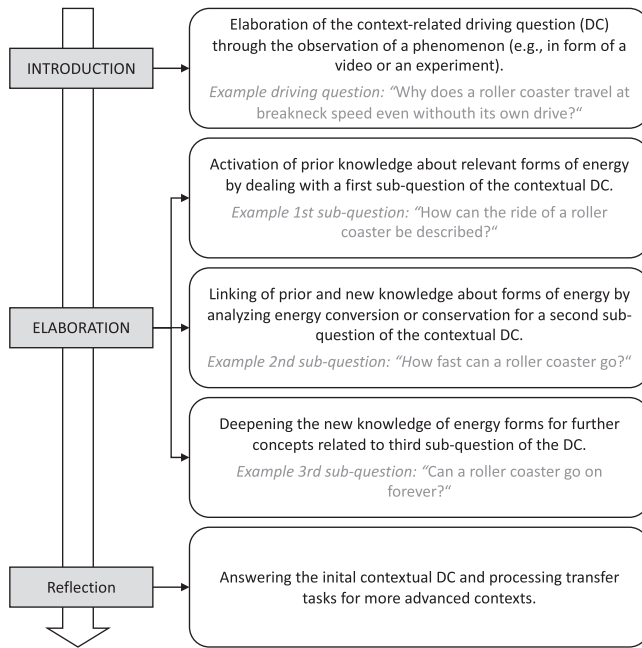 Elaboration of the context-related driving question (DC)
through the observation of a phenomenon (e.g., in form of a
video or an experiment).
INTRODUCTION
Example driving question: “Why does a roller coaster travel at
breakneck speed even withouth its own drive?“
Activation of prior knowledge about relevant forms of energy
by dealing with a first sub-question of the contextual DC.
Example 1st sub-question: “How can the ride of a roller
coaster be described?“
Linking of prior and new knowledge about forms of energy by
analyzing energy conversion or conservation for a second sub-
question of the contextual DC.
ELABORATION
Example 2nd sub-question: “How fast can a roller coaster go?“
Deepening the new knowledge of energy forms for further
concepts related to third sub-question of the DC.
Example 3rd sub-question: “Can a roller coaster go on
forever?“
Reflection
Answering the inital contextual DC and processing transfer
tasks for more advanced contexts.